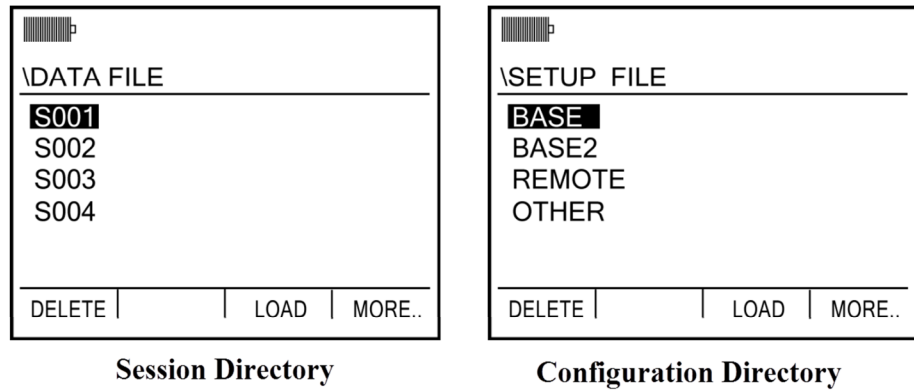 \DATA FILE
S001
S002
S003
S004
DELETE LOAD MORE..
Session Directory
\SETUP FILE
BASE
BASE2
REMOTE
OTHER
DELETE LOAD MORE..
Configuration Directory